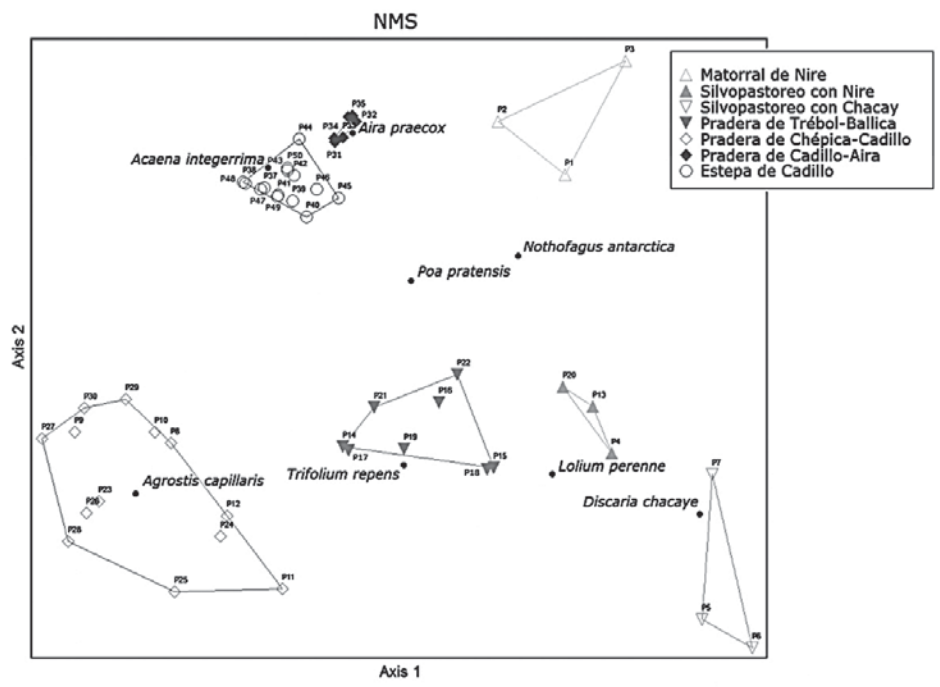 NMS
P3
Matorral de Nire
Silvopastoreo con Nire
Silvopastoreo con Chacay
Pradera de Trébol-Ballica
Pradera de Chépica-Cadillo
Pradera de Cadillo-Aira
Estepa de Cadillo
P35
P32
P2
P34
P33
Aira praecox
P44
P31
Acaena integerrima
P43
P50
P42
P1
P38
P48
P37
P41
P46
P45
P47
P49
P39
P40
Nothofagus antarctica
Poa pratensis
Axis 2
P22
P20
P16
P13
P21
P29
P30
P27
P9
P10
P8
P14
P17
P19
P4
P15
P18
Trifolium repens
Lolium perenne
P7
Agrostis capillaris
P23
P26
Discaria chacaye
P12
P24
P28
P25
P11
P5
P6
Axis 1